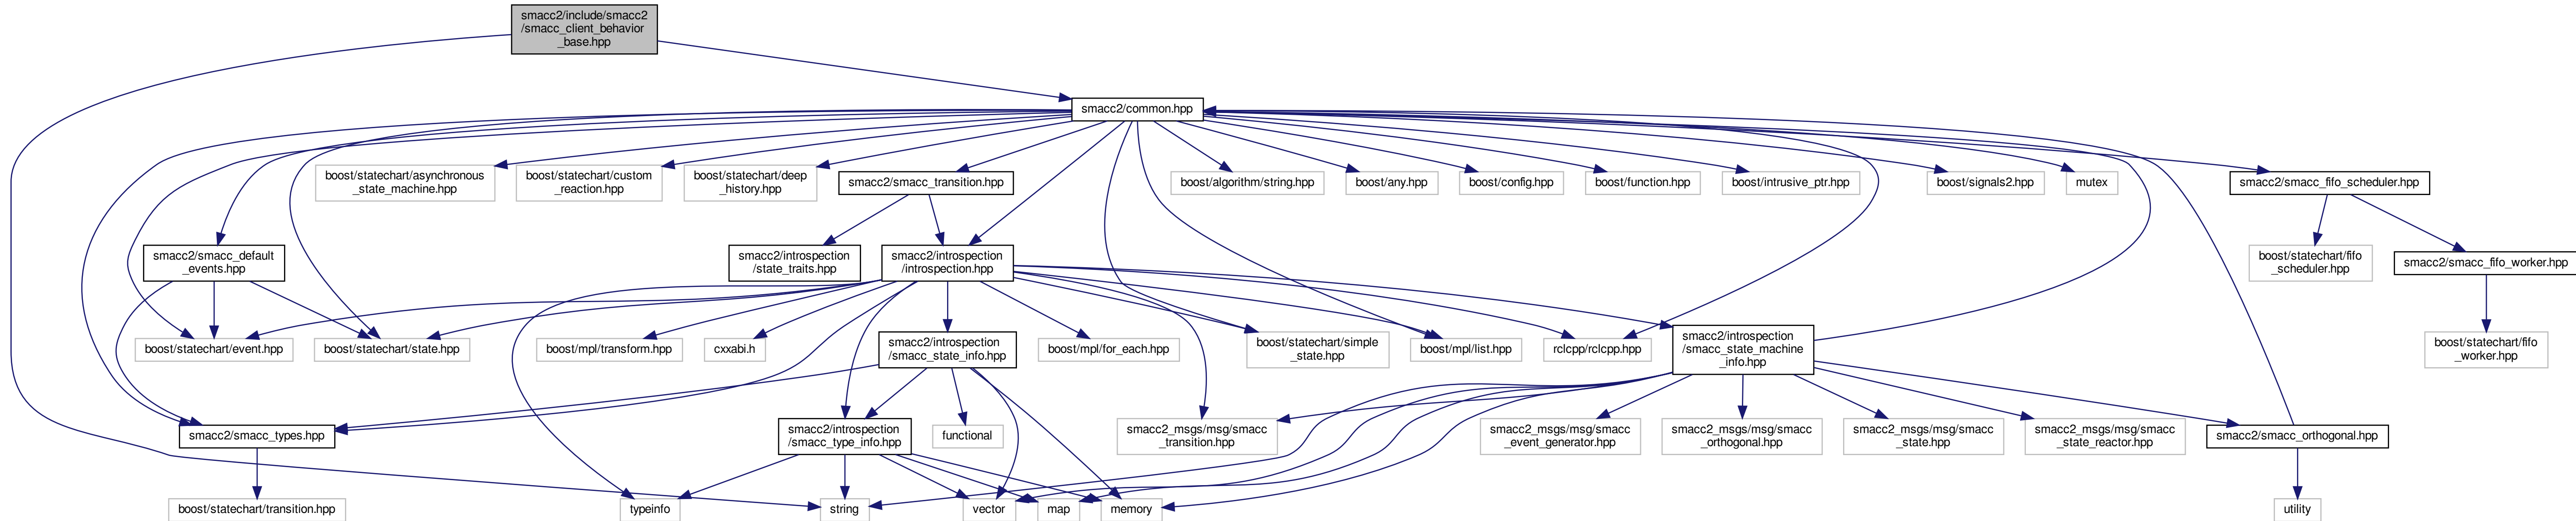 smacc2/include/smacc2
/smacc_client_behavior
_base.hpp
smacc2/common.hpp
boost/statechart/asynchronous
_state_machine.hpp
boost/statechart/custom
_reaction.hpp
boost/statechart/deep
_history.hpp
smacc2/smacc_transition.hpp
boost/algorithm/string.hpp
boost/any.hpp
boost/config.hpp
boost/function.hpp
boost/intrusive_ptr.hpp
boost/signals2.hpp
mutex
smacc2/smacc_fifo_scheduler.hpp
smacc2/smacc_default
_events.hpp
smacc2/introspection
/state_traits.hpp
smacc2/introspection
/introspection.hpp
boost/statechart/fifo
_scheduler.hpp
smacc2/smacc_fifo_worker.hpp
boost/statechart/event.hpp
boost/statechart/state.hpp
boost/mpl/transform.hpp
cxxabi.h
smacc2/introspection
/smacc_state_info.hpp
boost/mpl/for_each.hpp
boost/statechart/simple
_state.hpp
boost/mpl/list.hpp
rclcpp/rclcpp.hpp
smacc2/introspection
/smacc_state_machine
_info.hpp
boost/statechart/fifo
_worker.hpp
smacc2/smacc_types.hpp
smacc2/introspection
/smacc_type_info.hpp
functional
smacc2_msgs/msg/smacc
_transition.hpp
smacc2_msgs/msg/smacc
_event_generator.hpp
smacc2_msgs/msg/smacc
_orthogonal.hpp
smacc2_msgs/msg/smacc
_state.hpp
smacc2_msgs/msg/smacc
_state_reactor.hpp
smacc2/smacc_orthogonal.hpp
boost/statechart/transition.hpp
typeinfo
string
vector
map
memory
utility